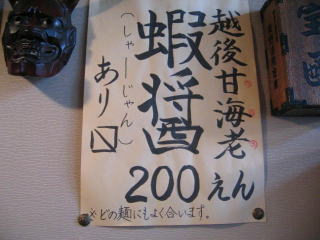 越後甘海老
蝦醤
(しゃーじゃん)
あり〼
200えん
※どの麺にもよく合います。